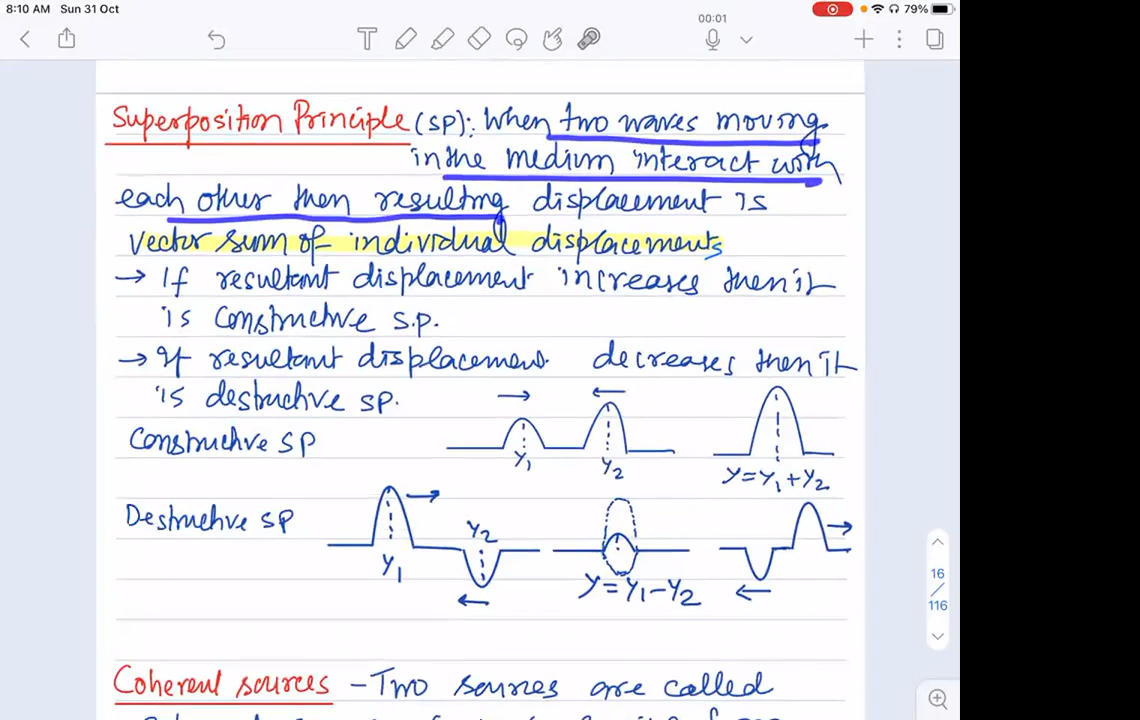 8:10 AM Sun 31 Oct
79%
00:01
Superposition Principle (SP): When two waves moving
in the medium interact with
each other then resulting displacement is
vector sum of individual displacements
→ If resultant displacement increases then it
is constructive s.p.
→ If resultant displacement. decreases then it
is destructive sp.
Constructive SP
Y1
Y2
Y=Y1+Y2
Destructive SP
Y1
Y2
Y=Y1-Y2
16
/
116
Coherent sources - Two sources are called